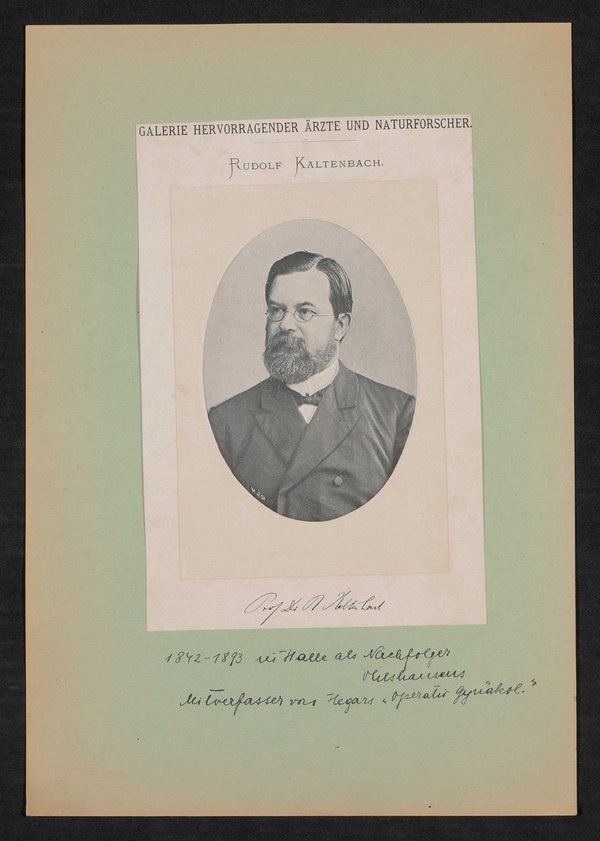 GALERIE HERVORRAGENDER ÄRZTE UND NATURFORSCHER.
RUDOLF KALTENBACH.
Prof Dr R Kaltenbach
1842-1893 in Halle als Nachfolger
Olshausens
Mitverfasser von Hegars „Operativ Gynäkol."